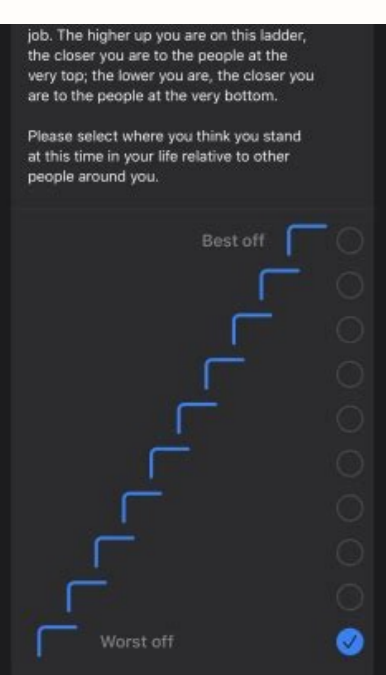 job. The higher up you are on this ladder,
the closer you are to the people at the
very top; the lower you are, the closer you
are to the people at the very bottom.
Please select where you think you stand
at this time in your life relative to other
people around you.
Best off
Worst off